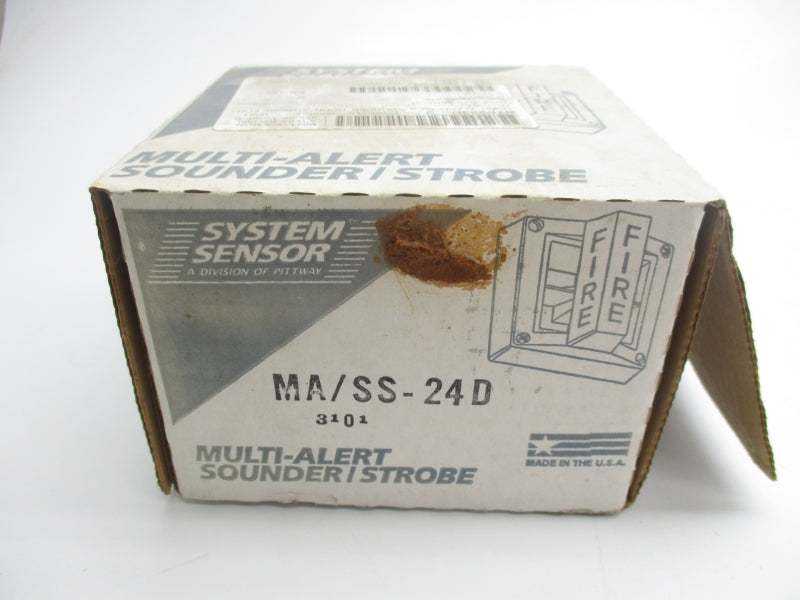 SYSTEM
MULTI-ALERT
SOUNDER/STROBE
SYSTEM
SENSOR
A DIVISION OF PITTWAY
FIRE
FIRE
MA/SS-24D
3101
MULTI-ALERT
SOUNDER/STROBE
MADE IN THE U.S.A.